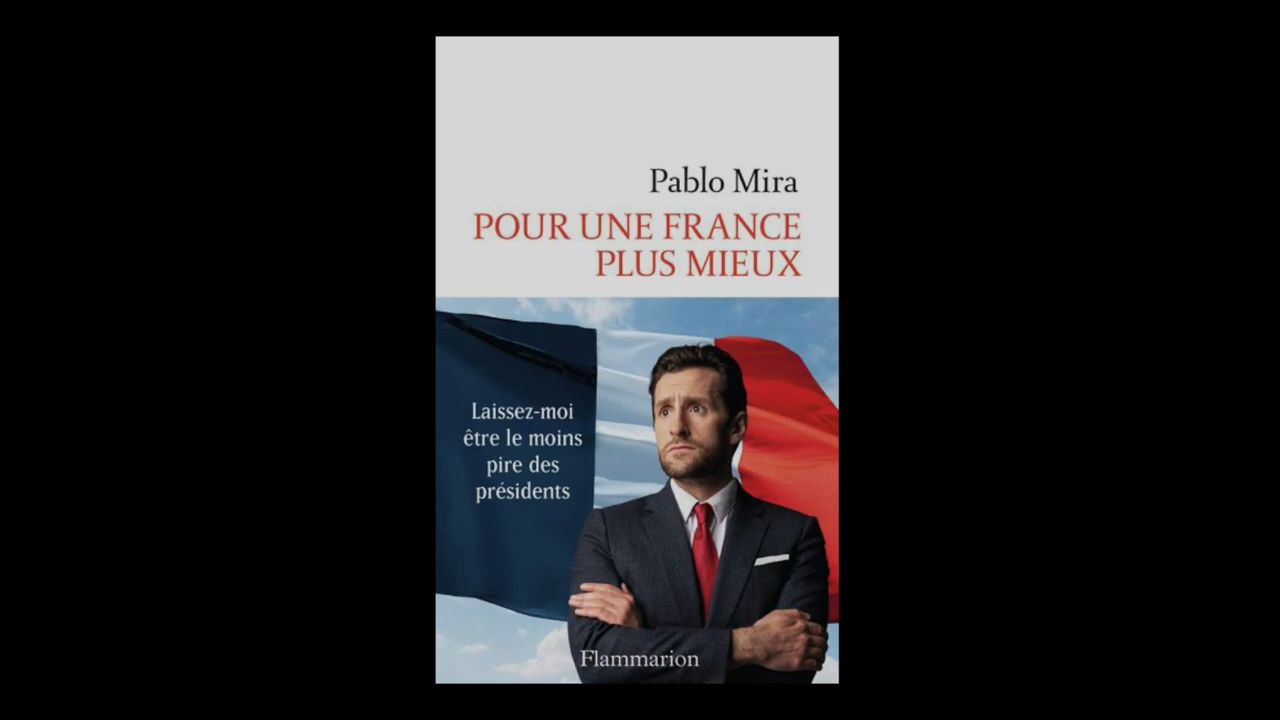 Pablo Mira
POUR UNE FRANCE
PLUS MIEUX
Laissez-moi
être le moins
pire des
présidents
Flammarion